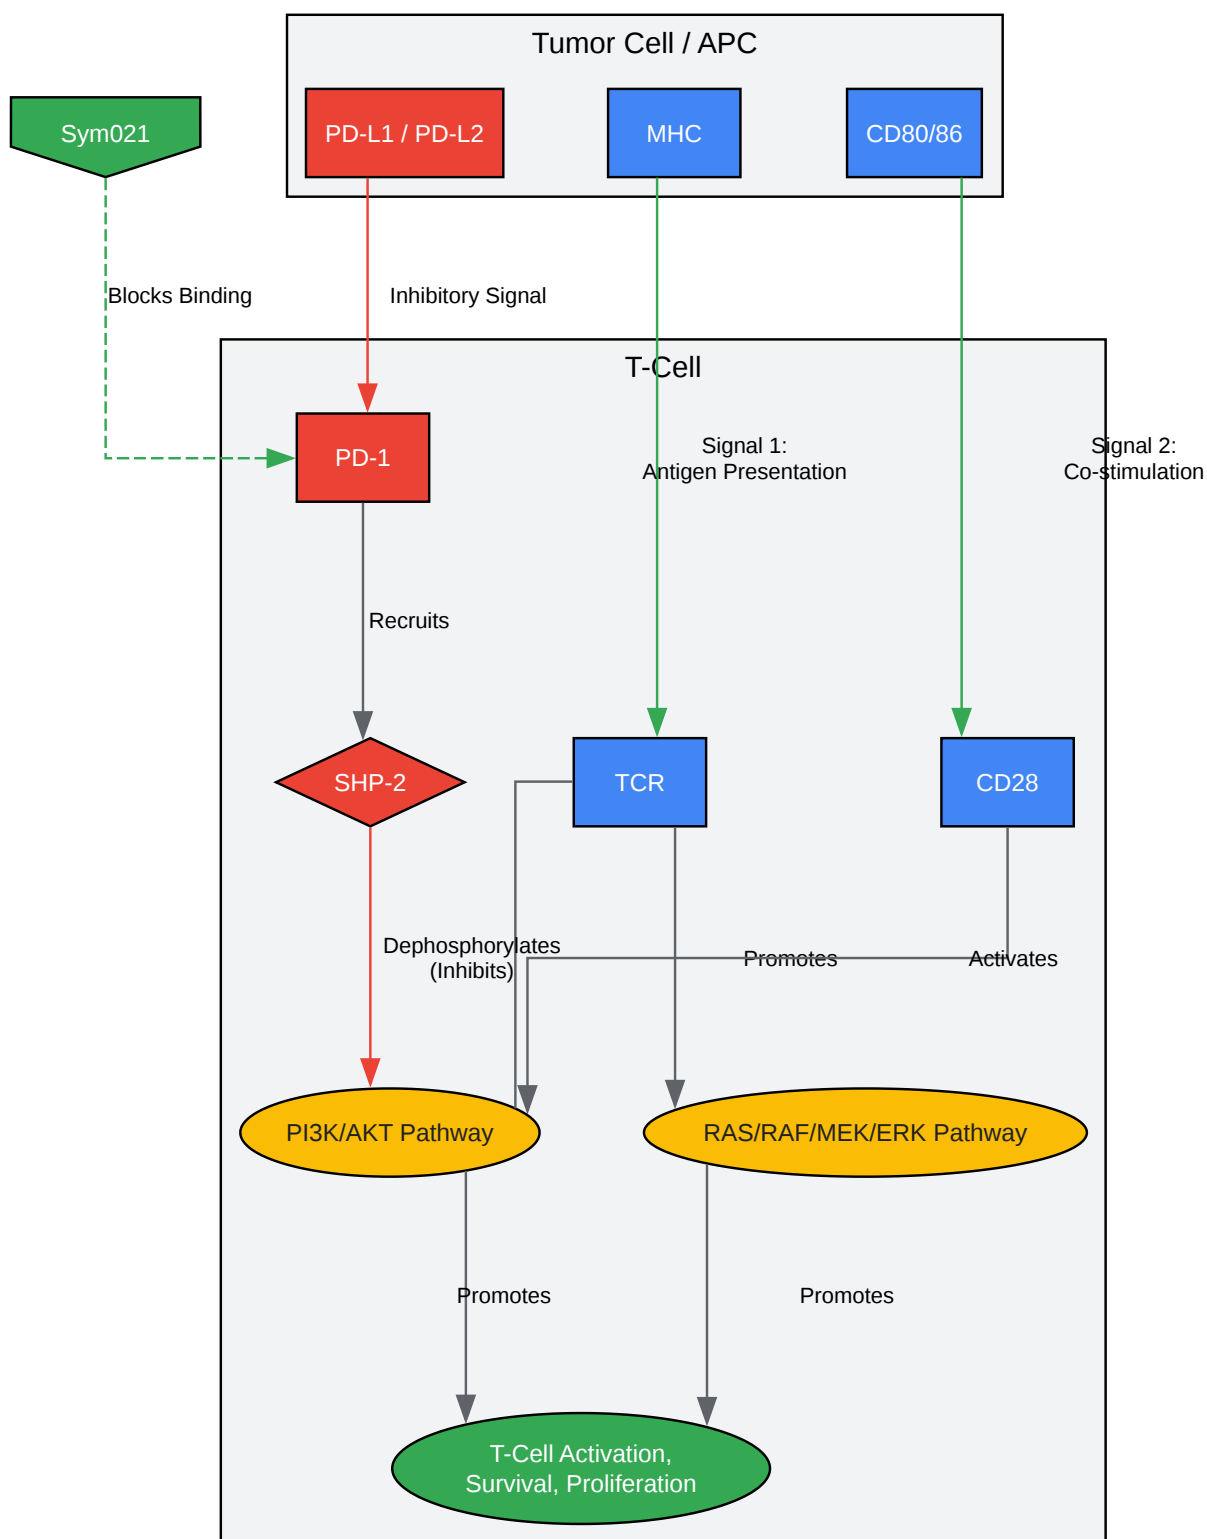 Tumor Cell / APC
Sym021
PD-L1 / PD-L2
MHC
CD80/86
Blocks Binding
Inhibitory Signal
T-Cell
PD-1
Signal 1:
Antigen Presentation
Signal 2:
Co-stimulation
Recruits
SHP-2
TCR
CD28
Dephosphorylates
(Inhibits)
Promotes
Activates
PI3K/AKT Pathway
RAS/RAF/MEK/ERK Pathway
Promotes
Promotes
T-Cell Activation,
Survival, Proliferation